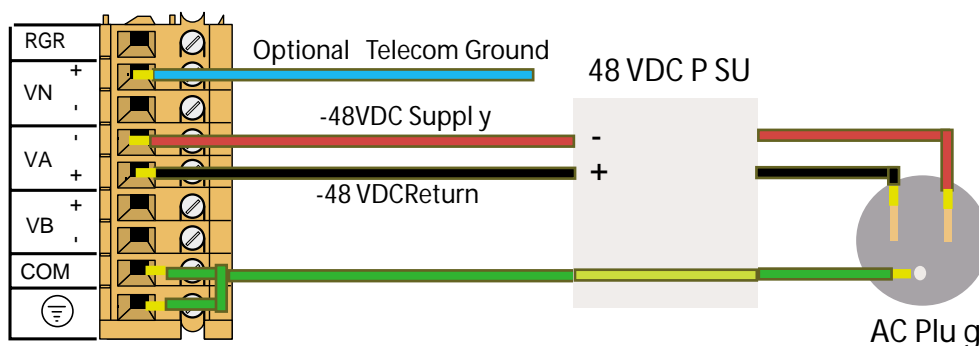 RGR
Optional Telecom Ground
+
VN
-
48 VDC P SU
-48VDC Suppl y
-
VA
+
-
+
-48 VDCReturn
+
VB
-
COM
AC Plu g